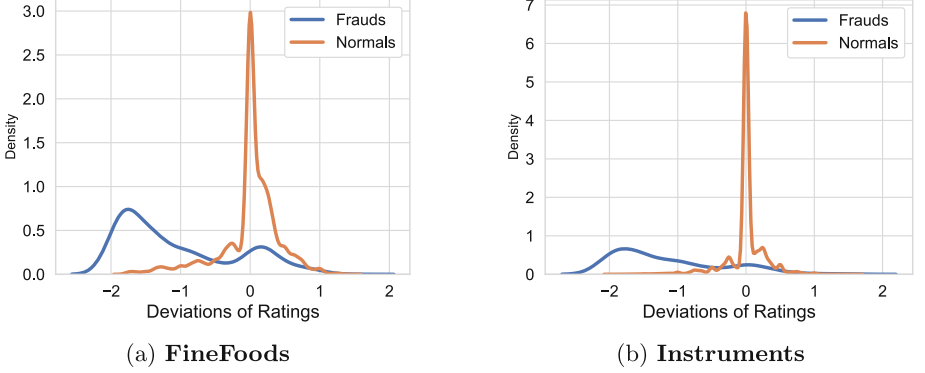 3.0
2.5
2.0
1.5
1.0
0.5
0.0
Density
Frauds
Normals
−2 −1 0 1 2
Deviations of Ratings
(a) FineFoods
7
6
5
4
3
2
1
0
Density
Frauds
Normals
−2 −1 0 1 2
Deviations of Ratings
(b) Instruments